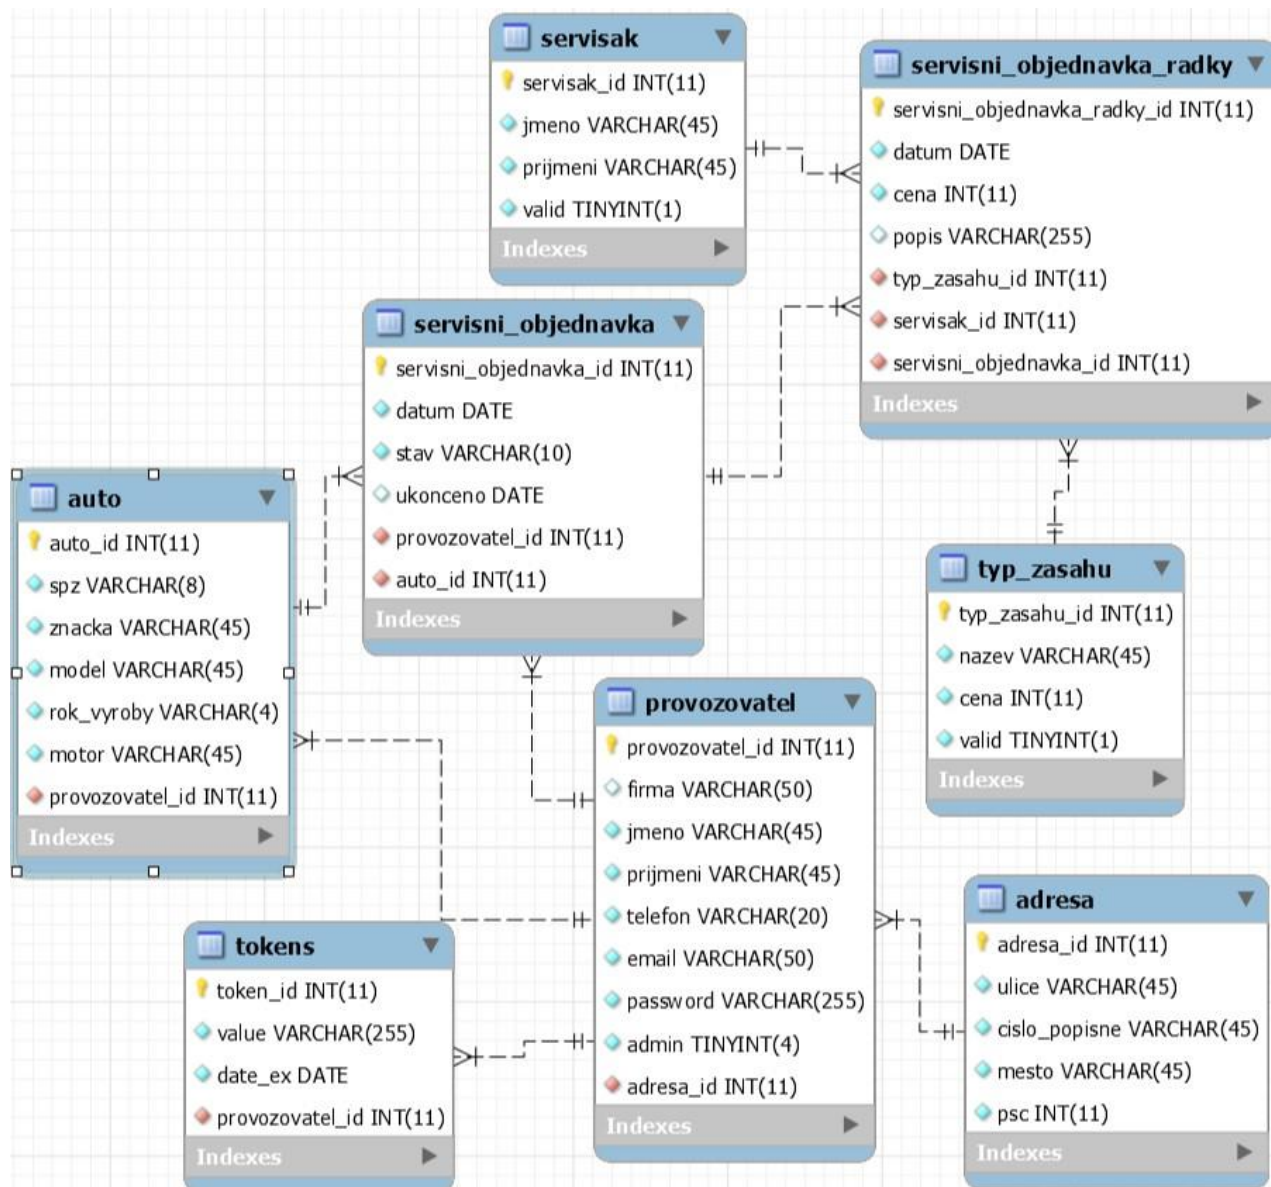 servisak
servisak_id INT(11)
jmeno VARCHAR(45)
prijmeni VARCHAR(45)
valid TINYINT(1)
Indexes
servisni_objednavka_radky
servisni_objednavka_radky_id INT(11)
datum DATE
cena INT(11)
popis VARCHAR(255)
typ_zasahu_id INT(11)
servisak_id INT(11)
servisni_objednavka_id INT(11)
Indexes
servisni_objednavka
servisni_objednavka_id INT(11)
datum DATE
stav VARCHAR(10)
ukonceno DATE
provozovatel_id INT(11)
auto_id INT(11)
Indexes
auto
auto_id INT(11)
spz VARCHAR(8)
znacka VARCHAR(45)
model VARCHAR(45)
rok_vyroby VARCHAR(4)
motor VARCHAR(45)
provozovatel_id INT(11)
Indexes
typ_zasahu
typ_zasahu_id INT(11)
nazev VARCHAR(45)
cena INT(11)
valid TINYINT(1)
Indexes
provozovatel
provozovatel_id INT(11)
firma VARCHAR(50)
jmeno VARCHAR(45)
prijmeni VARCHAR(45)
telefon VARCHAR(20)
email VARCHAR(50)
password VARCHAR(255)
admin TINYINT(4)
adresa_id INT(11)
Indexes
tokens
token_id INT(11)
value VARCHAR(255)
date_ex DATE
provozovatel_id INT(11)
Indexes
adresa
adresa_id INT(11)
ulice VARCHAR(45)
cislo_popisne VARCHAR(45)
mesto VARCHAR(45)
psc INT(11)
Indexes